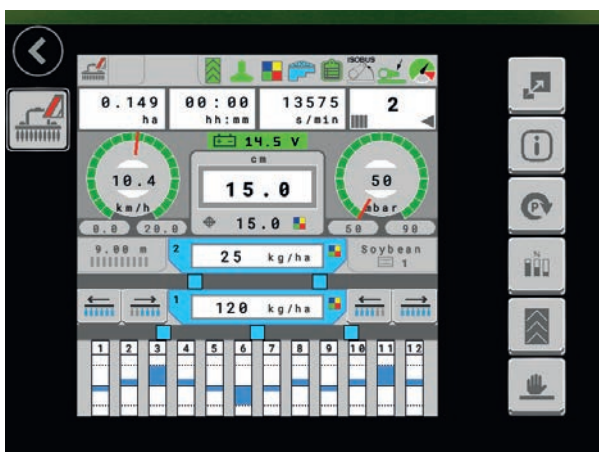 ISOBUS
0.149 00:00 13575 2
ha hh:mm s/min
14.5 V
cm
10.4 15.0 50
km/h mbar
0.0 20.0 15.0 50 90
9.00 m 2 25 kg/ha Soybean
1
1 120 kg/ha
1 2 3 4 5 6 7 8 9 10 11 12
i
P
N